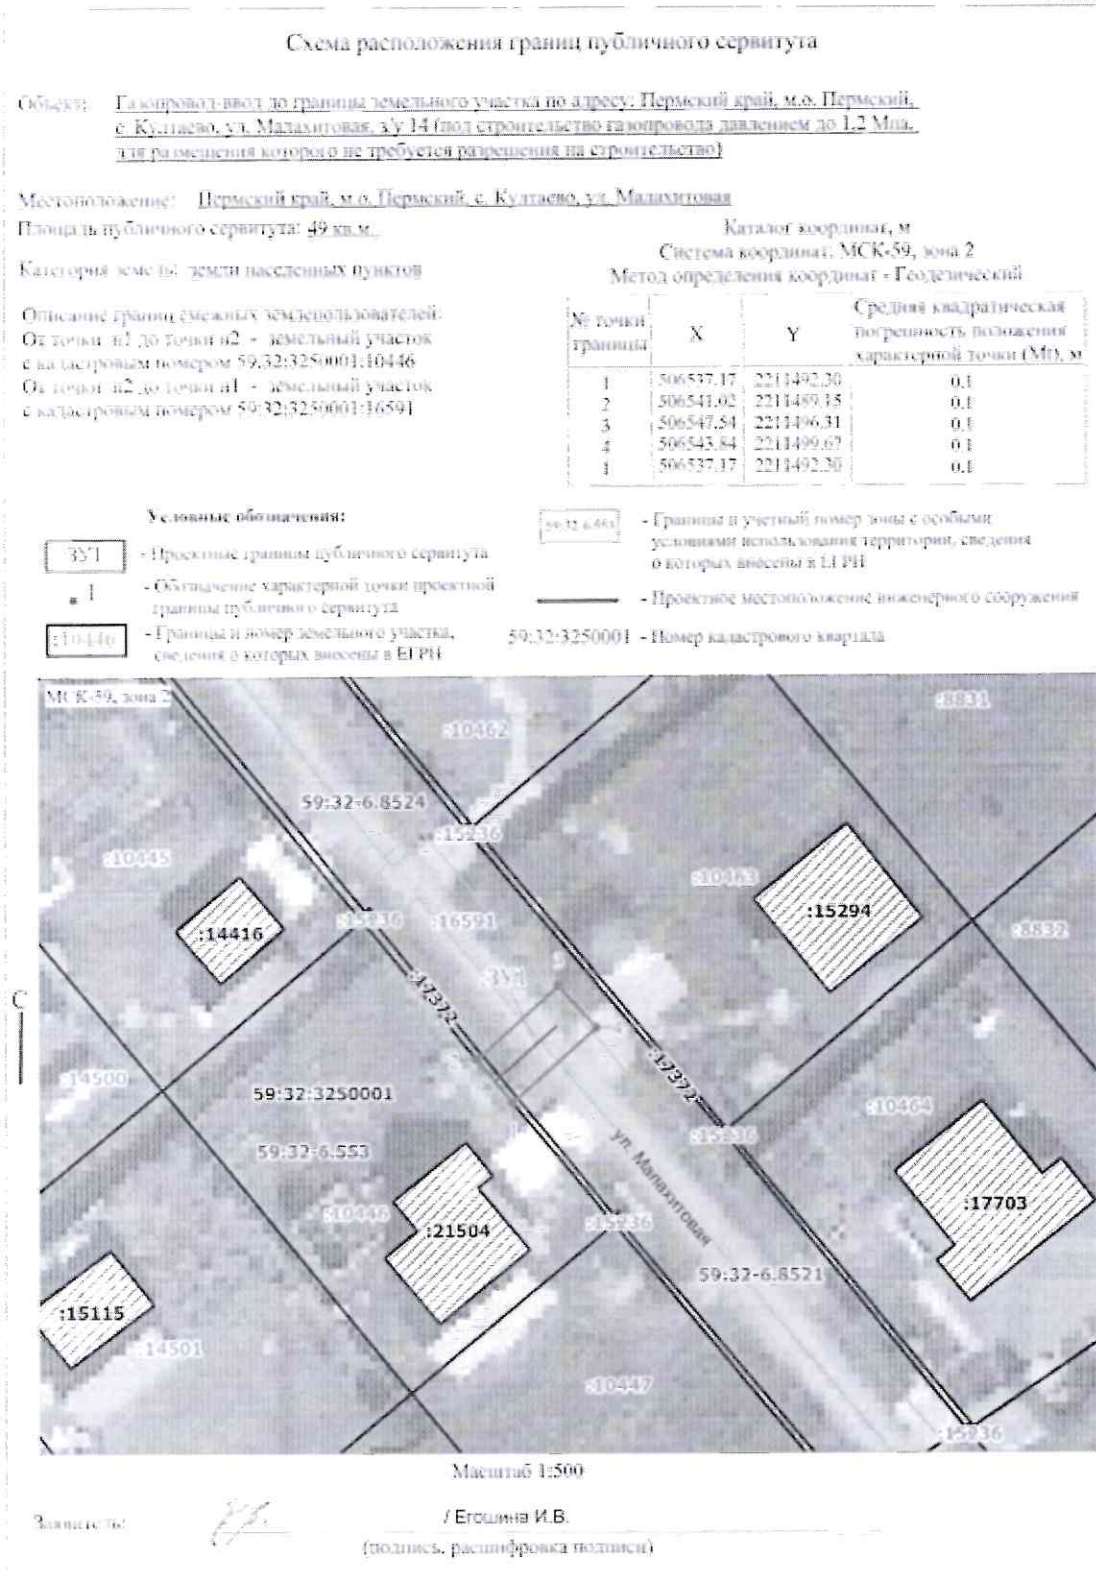 Схема расположения границ публичного сервитута
Объект: Газопровод-ввод до границы земельного участка по адресу: Пермский край, м.о. Пермский,
с. Култаево, ул. Малахитовая, з/у 14 (под строительство газопровода давлением до 1,2 Мпа,
для размещения которого не требуется разрешения на строительство)
Местоположение: Пермский край, м.о. Пермский, с. Култаево, ул. Малахитовая
Площадь публичного сервитута: 49 кв.м.
Категория земель: земли населенных пунктов
Описание границ смежных землепользователей:
От точки н1 до точки н2 - земельный участок
с кадастровым номером 59:32:3250001:10446
От точки н2 до точки н1 - земельный участок
с кадастровым номером 59:32:3250001:16591
Каталог координат, м
Система координат: МСК-59, зона 2
Метод определения координат - Геодезический
№ точки границы X Y Средняя квадратическая погрешность положения характерной точки (Mt), м
1 506537.17 2211492.30 0.1
2 506541.02 2211489.15 0.1
3 506547.54 2211496.31 0.1
4 506543.84 2211499.67 0.1
1 506537.17 2211492.30 0.1
Условные обозначения:
ЗУ1 - Проектные границы публичного сервитута
1 - Обозначение характерной точки проектной
границы публичного сервитута
:10446 - Границы и номер земельного участка,
сведения о которых внесены в ЕГРН
59:32-6.553 - Границы и учетный номер зоны с особыми
условиями использования территории, сведения
о которых внесены в ЕГРН
- Проектное местоположение инженерного сооружения
59:32:3250001 - Номер кадастрового квартала
МСК-59, зона 2
:8831
:10462
59:32-6.8524
:15236
:10445
:10463
:15294
:15236
:16591
:14416
:8832
:ЗУ1
3
:17372
:14500
59:32:3250001
:17372
:10464
:15236
59:32-6.553
ул. Малахитовая
:10446
:21504
:15236
:17703
59:32-6.8521
:15115
:14501
:10447
:15236
С
Масштаб 1:500
Заявитель:
/ Егошина И.В.
(подпись, расшифровка подписи)